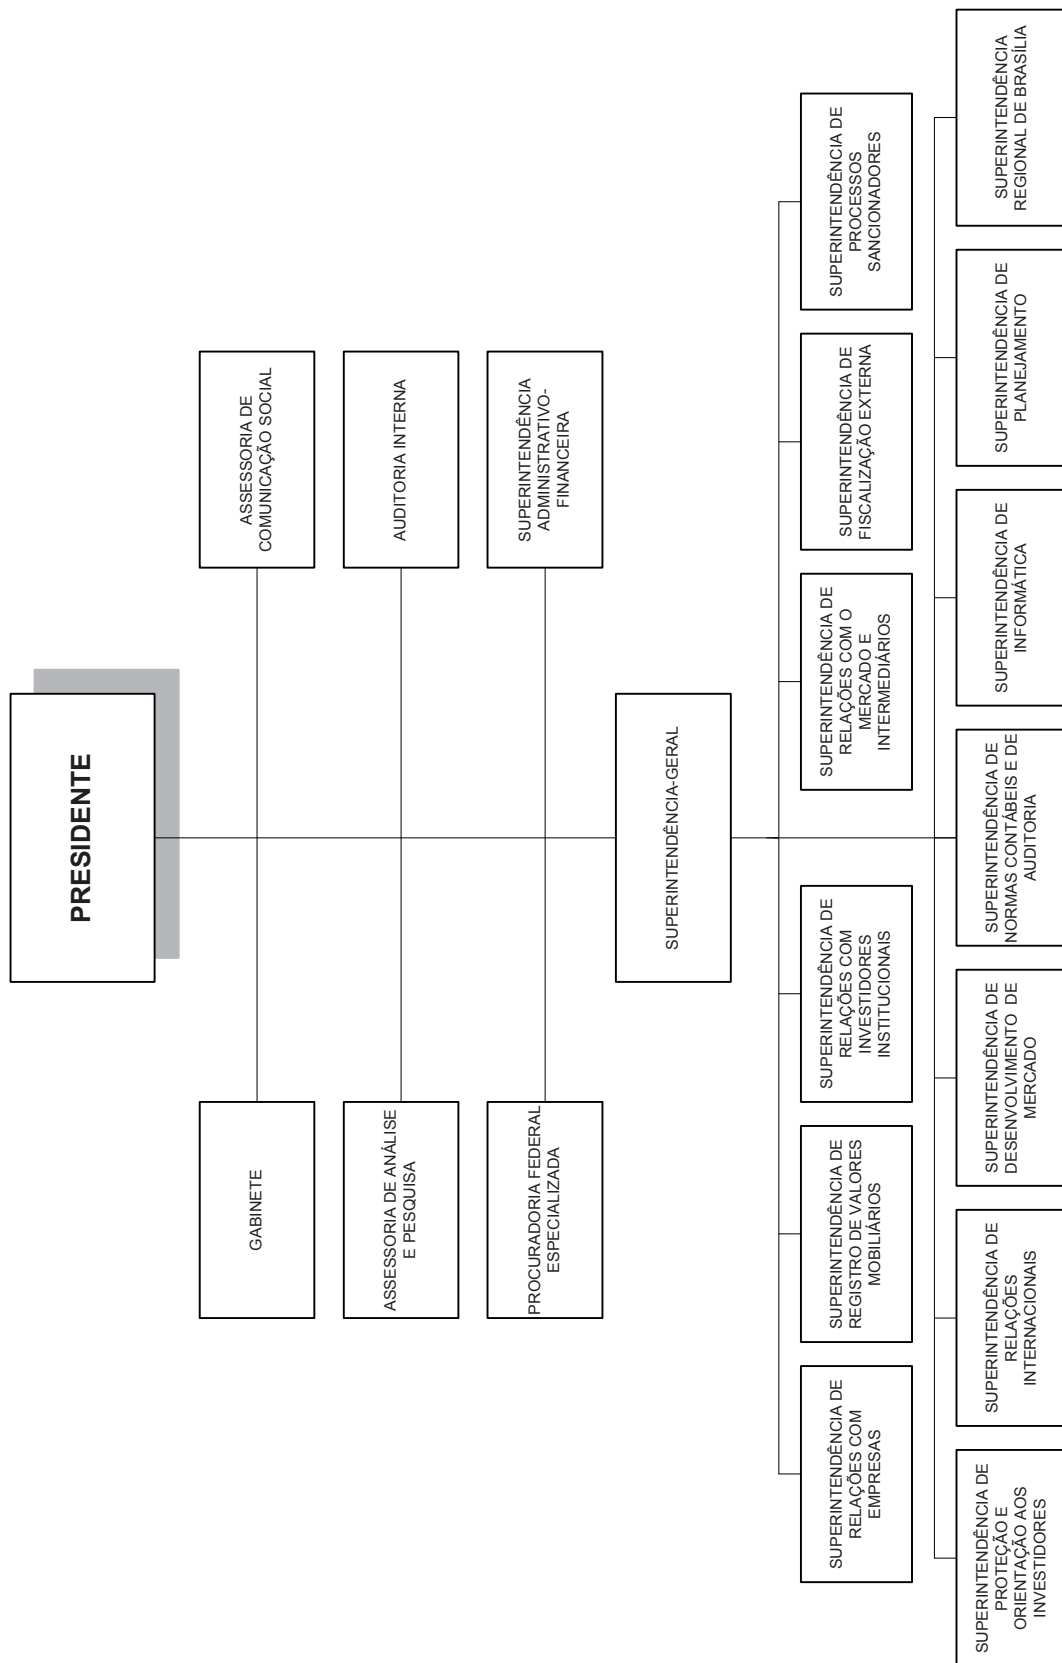 PRESIDENTE
GABINETE
ASSESSORIA DE
COMUNICAÇÃO SOCIAL
ASSESSORIA DE ANÁLISE
E PESQUISA
AUDITORIA INTERNA
PROCURADORIA FEDERAL
ESPECIALIZADA
SUPERINTENDÊNCIA
ADMINISTRATIVO-
FINANCEIRA
SUPERINTENDÊNCIA-GERAL
SUPERINTENDÊNCIA DE
RELAÇÕES COM
EMPRESAS
SUPERINTENDÊNCIA DE
REGISTRO DE VALORES
MOBILIÁRIOS
SUPERINTENDÊNCIA DE
RELAÇÕES COM
INVESTIDORES
INSTITUCIONAIS
SUPERINTENDÊNCIA DE
RELAÇÕES COM O
MERCADO E
INTERMEDIÁRIOS
SUPERINTENDÊNCIA DE
FISCALIZAÇÃO EXTERNA
SUPERINTENDÊNCIA DE
PROCESSOS
SANCIONADORES
SUPERINTENDÊNCIA DE
PROTEÇÃO E
ORIENTAÇÃO AOS
INVESTIDORES
SUPERINTENDÊNCIA DE
RELAÇÕES
INTERNACIONAIS
SUPERINTENDÊNCIA DE
DESENVOLVIMENTO DE
MERCADO
SUPERINTENDÊNCIA DE
NORMAS CONTÁBEIS E DE
AUDITORIA
SUPERINTENDÊNCIA DE
INFORMÁTICA
SUPERINTENDÊNCIA DE
PLANEJAMENTO
SUPERINTENDÊNCIA
REGIONAL DE BRASÍLIA